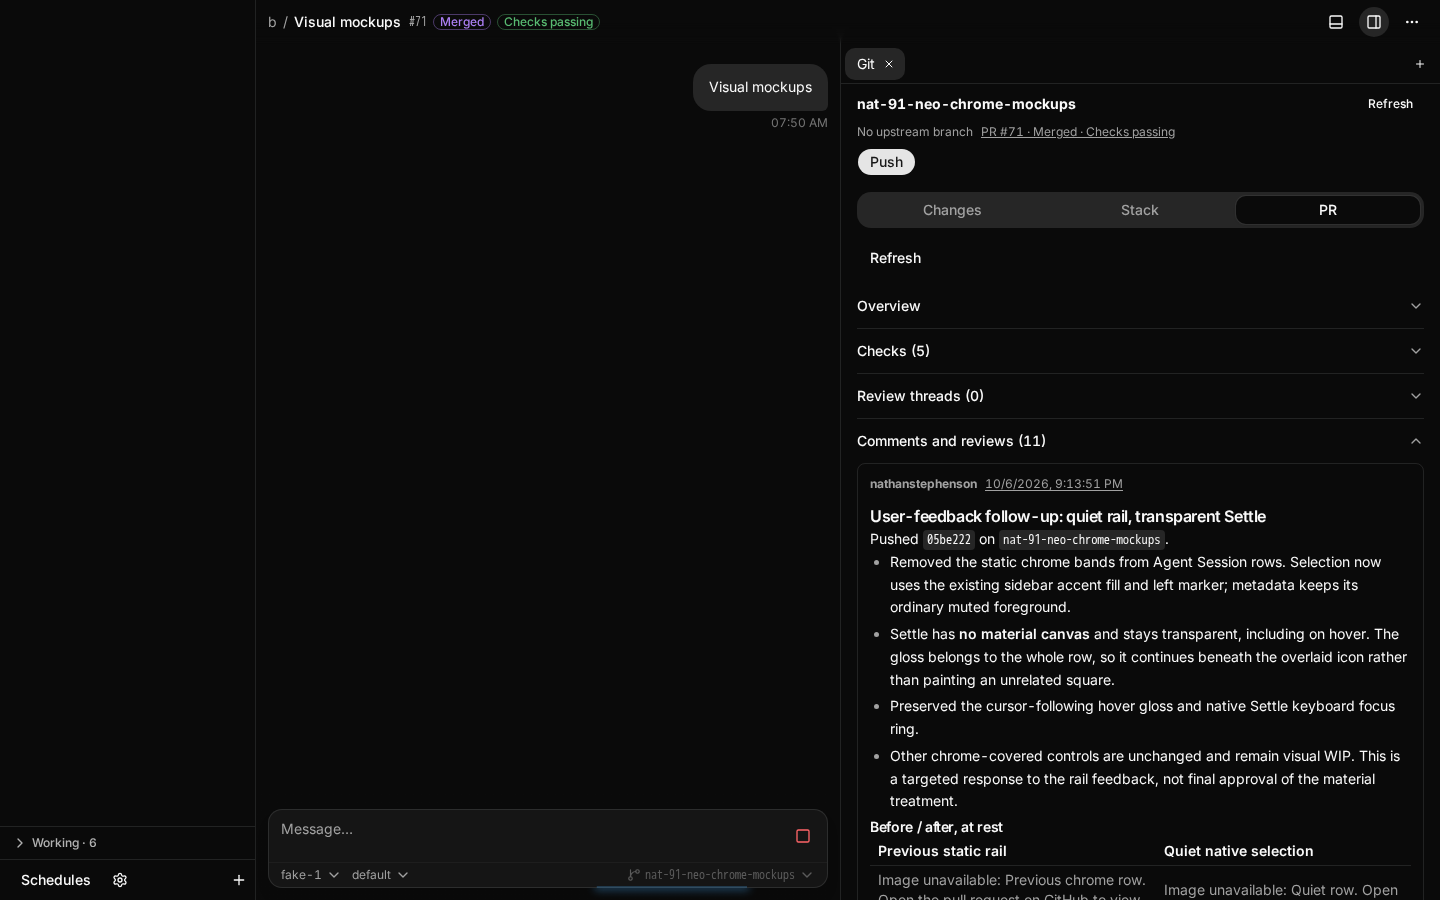 b / Visual mockups #71 Merged Checks passing
Visual mockups
07:50 AM
Message...
fake-1 default nat-91-neo-chrome-mockups
Working · 6
Schedules
Git
nat-91-neo-chrome-mockups Refresh
No upstream branch PR #71 · Merged · Checks passing
Push
Changes Stack PR
Refresh
Overview
Checks (5)
Review threads (0)
Comments and reviews (11)
nathanstephenson 10/6/2026, 9:13:51 PM
User-feedback follow-up: quiet rail, transparent Settle
Pushed 05be222 on nat-91-neo-chrome-mockups.
Removed the static chrome bands from Agent Session rows. Selection now
uses the existing sidebar accent fill and left marker; metadata keeps its
ordinary muted foreground.
Settle has no material canvas and stays transparent, including on hover. The
gloss belongs to the whole row, so it continues beneath the overlaid icon rather
than painting an unrelated square.
Preserved the cursor-following hover gloss and native Settle keyboard focus
ring.
Other chrome-covered controls are unchanged and remain visual WIP. This is
a targeted response to the rail feedback, not final approval of the material
treatment.
Before / after, at rest
Previous static rail Quiet native selection
Image unavailable: Previous chrome row.
Open the pull request on GitHub to view
Image unavailable: Quiet row. Open